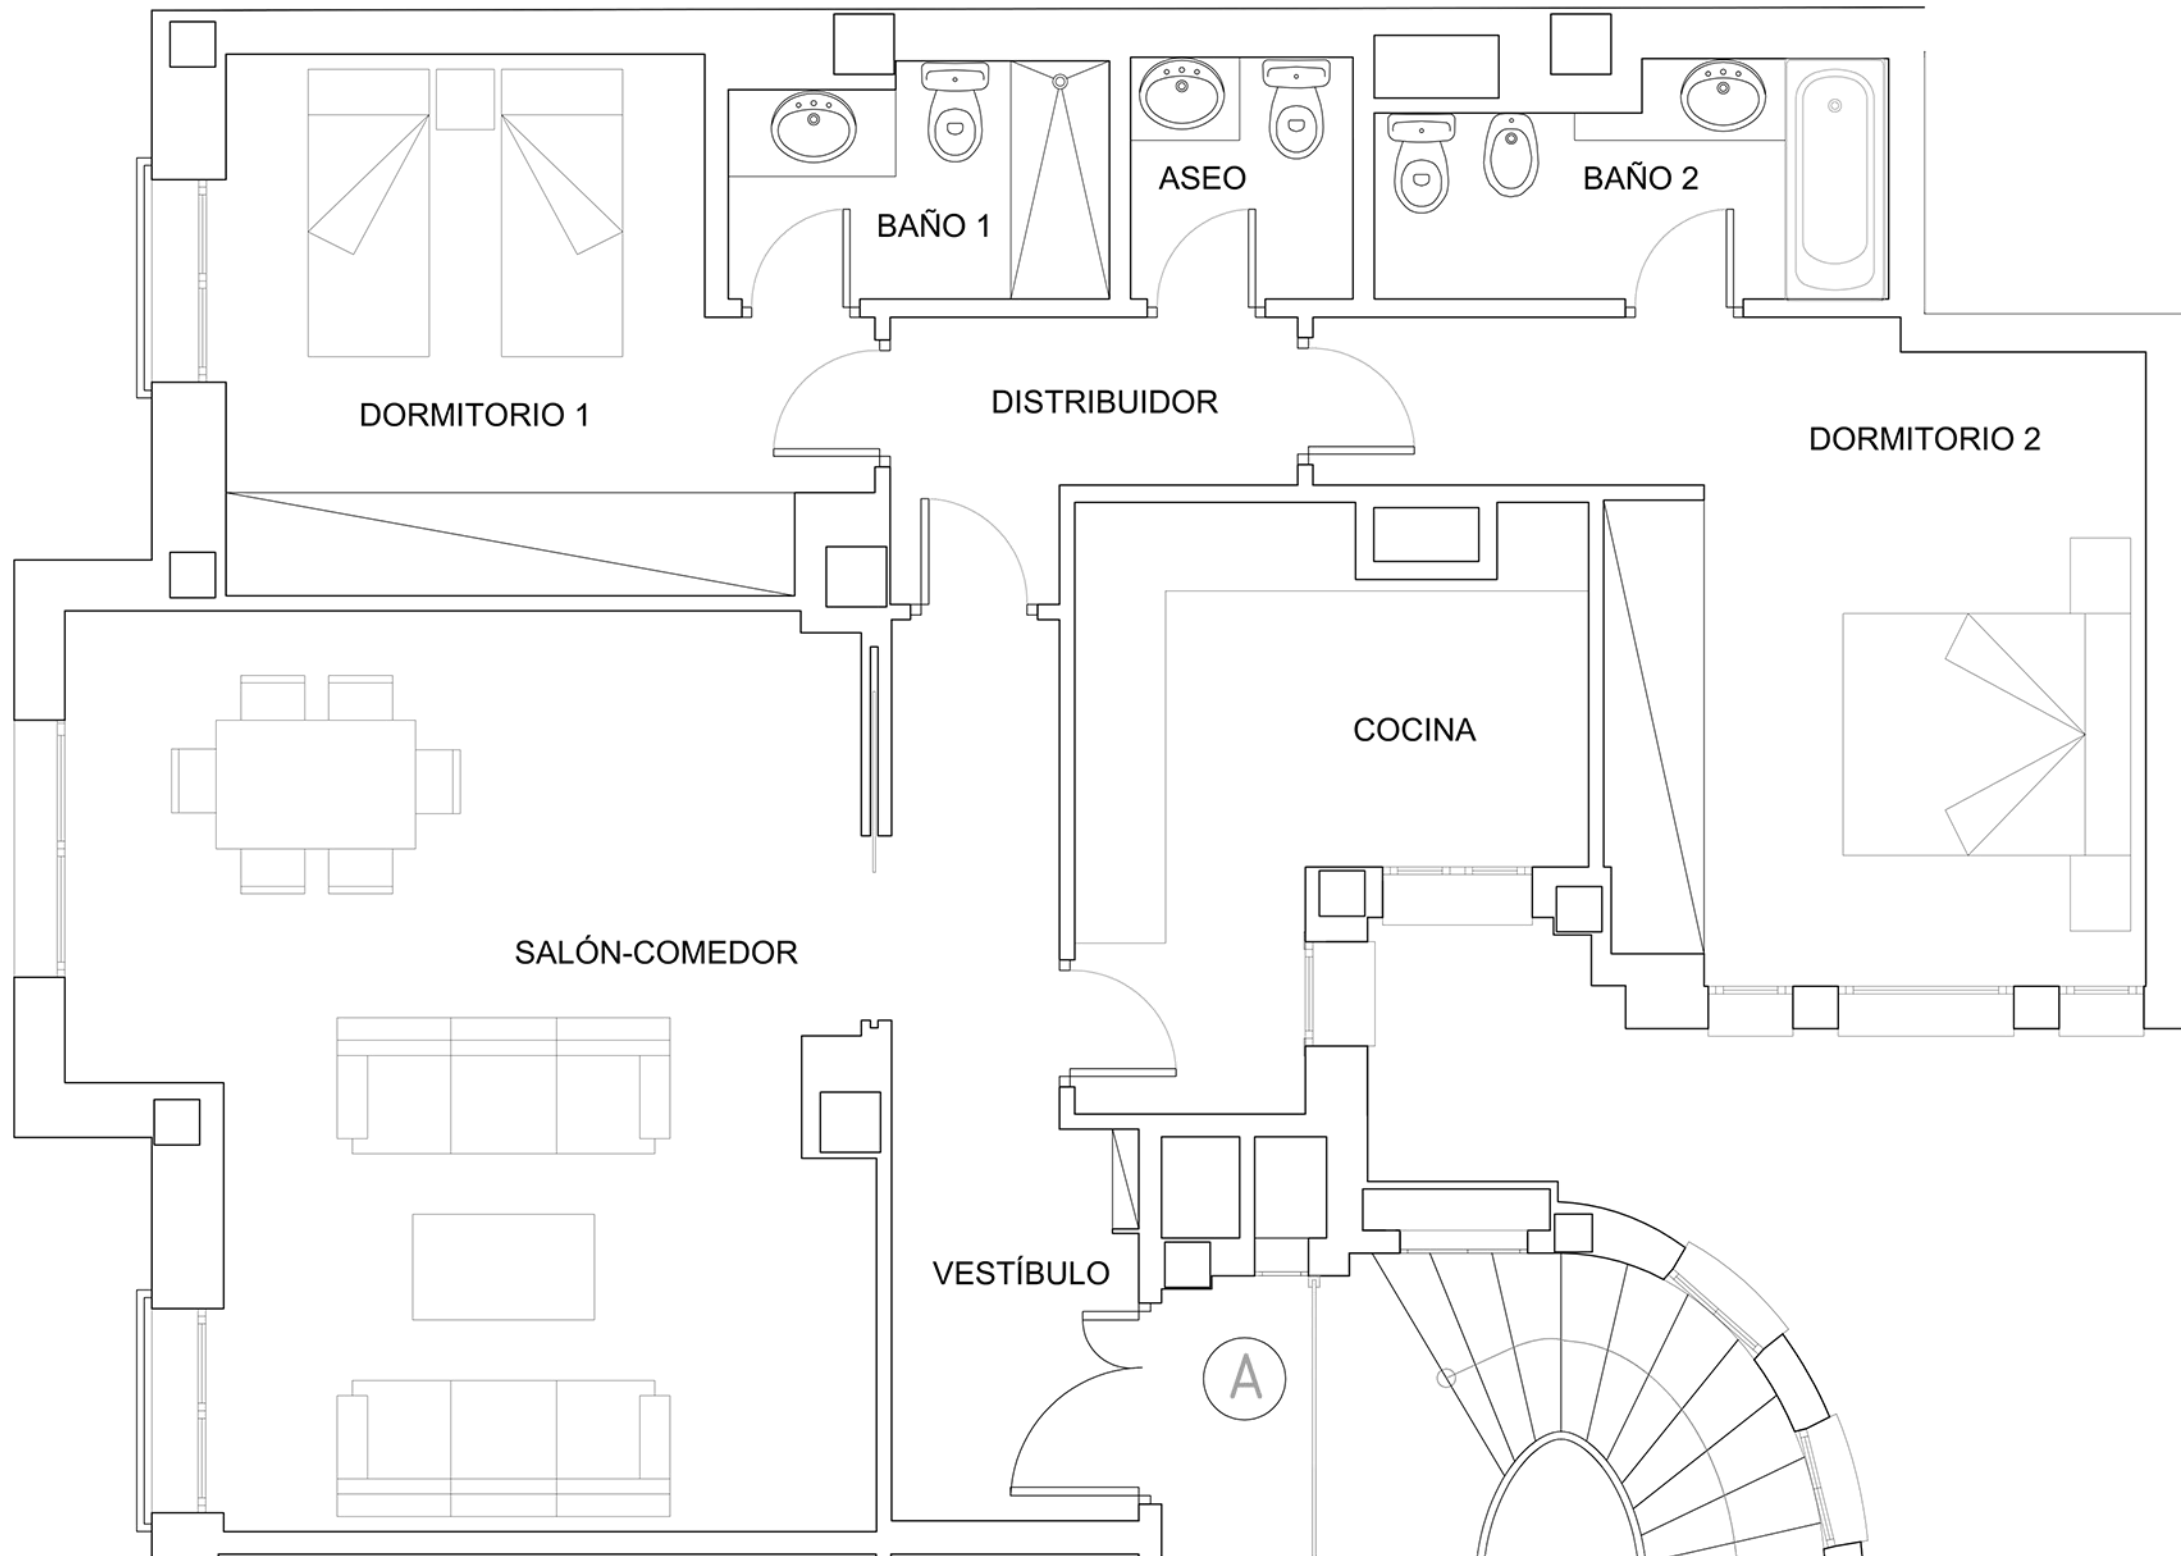 ASEO
BAÑO 2
BAÑO 1
DISTRIBUIDOR
DORMITORIO 1
DORMITORIO 2
COCINA
SALÓN-COMEDOR
VESTÍBULO
A